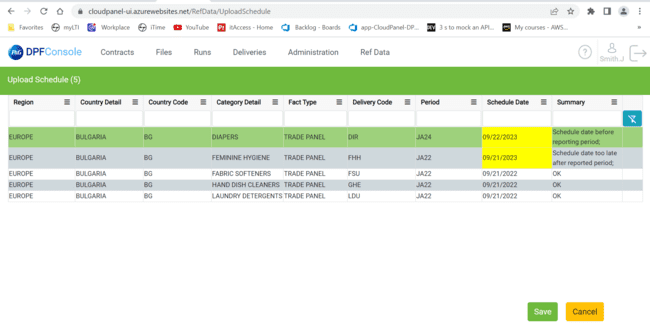 cloudpanel-ui.azurewebsites.net/RefData/UploadSchedule
Favorites myLTI Workplace iTime YouTube ItAccess - Home Backlog - Boards app-CloudPanel-DP... 3 s to mock an API... My courses - AWS...
P&G DPFConsole Contracts Files Runs Deliveries Administration Ref Data ? Smith.J
Upload Schedule (5)
Region Country Detail Country Code Category Detail Fact Type Delivery Code Period Schedule Date Summary
EUROPE BULGARIA BG DIAPERS TRADE PANEL DIR JA24 09/22/2023 Schedule date before
reporting period;
EUROPE BULGARIA BG FEMININE HYGIENE TRADE PANEL FHH JA22 09/21/2023 Schedule date too late
after reported period;
EUROPE BULGARIA BG FABRIC SOFTENERS TRADE PANEL FSU JA22 09/21/2022 OK
EUROPE BULGARIA BG HAND DISH CLEANERS TRADE PANEL GHE JA22 09/21/2022 OK
EUROPE BULGARIA BG LAUNDRY DETERGENTS TRADE PANEL LDU JA22 09/21/2022 OK
Save Cancel